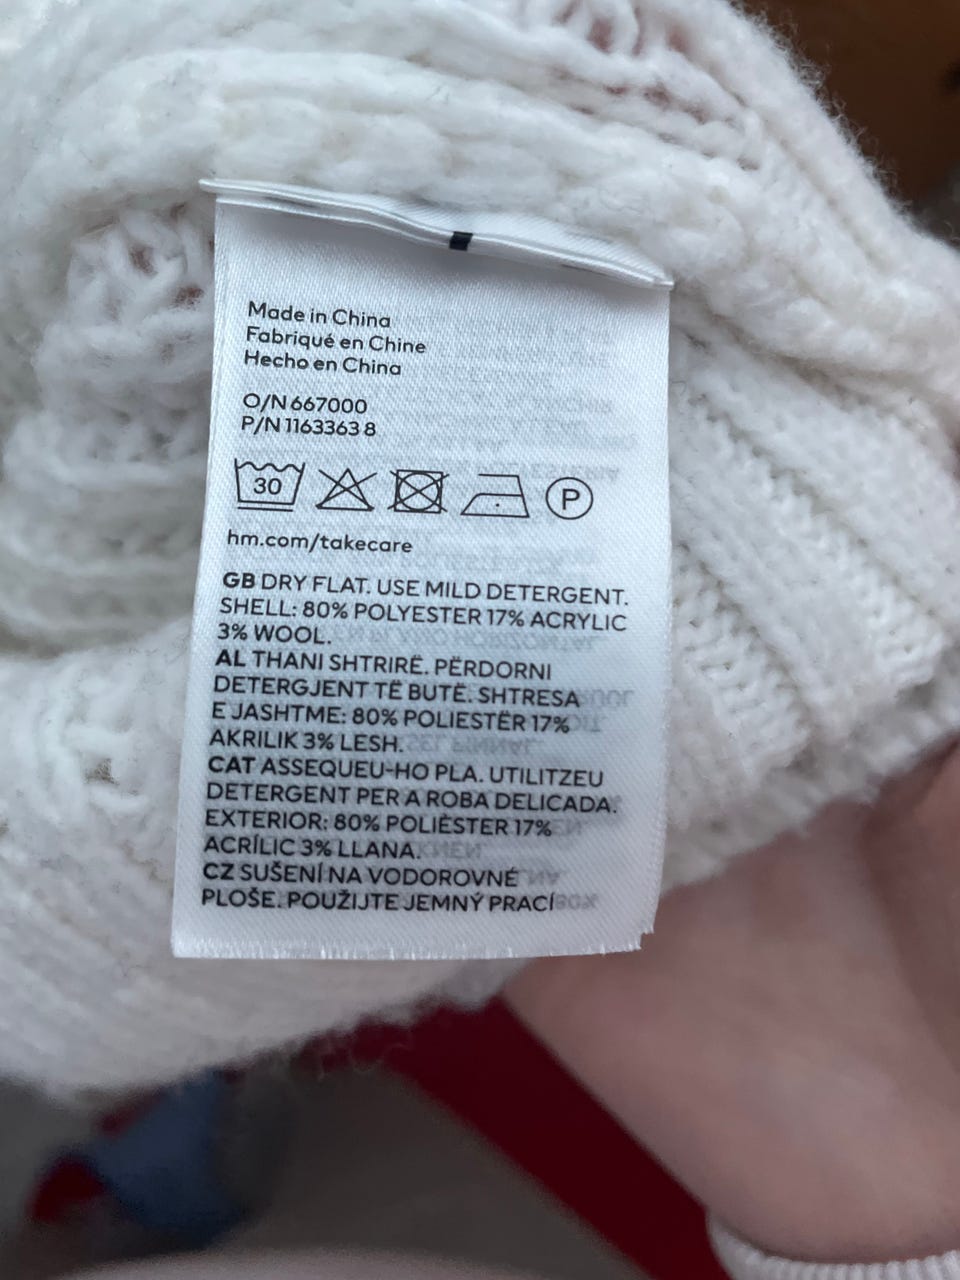 Made in China
Fabriqué en Chine
Hecho en China
O/N 667000
P/N 1163363 8
30
P
hm.com/takecare
GB DRY FLAT. USE MILD DETERGENT.
SHELL: 80% POLYESTER 17% ACRYLIC
3% WOOL.
AL THANI SHTRIRË. PËRDORNI
DETERGJENT TË BUTË. SHTRESA
E JASHTME: 80% POLIESTËR 17%
AKRILIK 3% LESH.
CAT ASSEQUEU-HO PLA. UTILITZEU
DETERGENT PER A ROBA DELICADA.
EXTERIOR: 80% POLIÈSTER 17%
ACRÍLIC 3% LLANA.
CZ SUŠENÍ NA VODOROVNÉ
PLOŠE. POUŽIJTE JEMNÝ PRACÍ